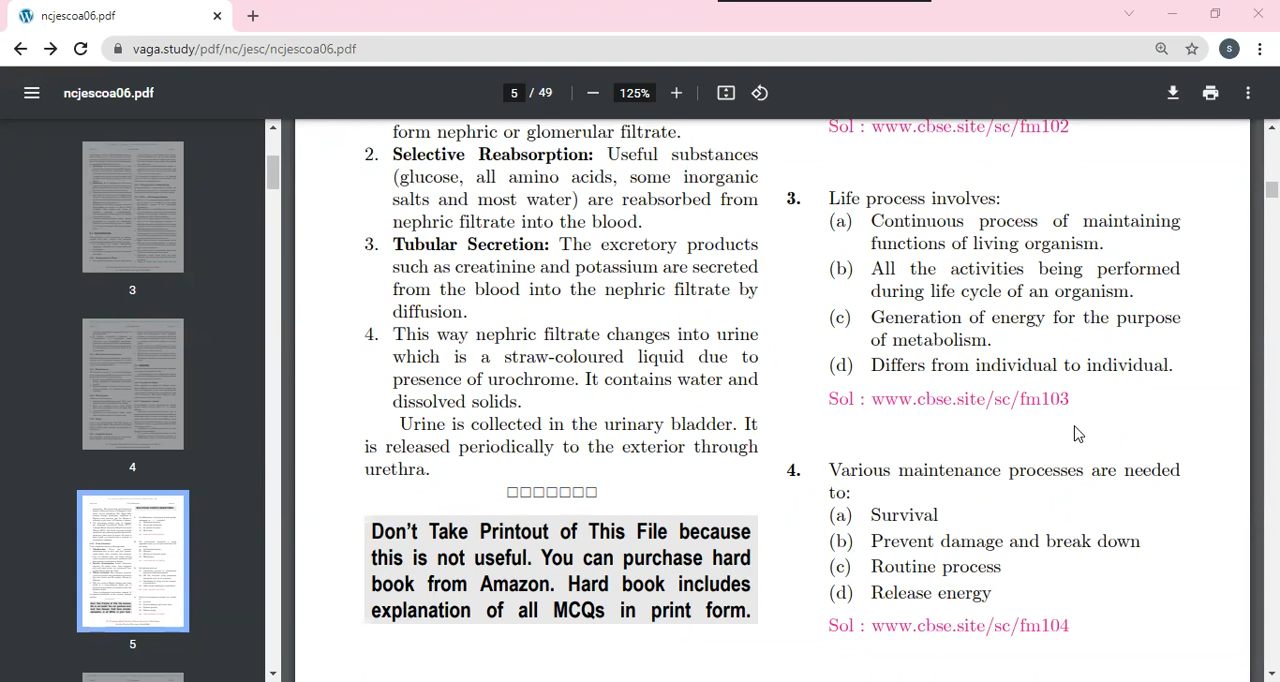 ncjescoa06.pdf
vaga.study/pdf/nc/jesc/ncjescoa06.pdf
S
ncjescoa06.pdf
5 / 49
125%
3
4
5
form nephric or glomerular filtrate.
2. Selective Reabsorption: Useful substances
(glucose, all amino acids, some inorganic
salts and most water) are reabsorbed from
nephric filtrate into the blood.
3. Tubular Secretion: The excretory products
such as creatinine and potassium are secreted
from the blood into the nephric filtrate by
diffusion.
4. This way nephric filtrate changes into urine
which is a straw-coloured liquid due to
presence of urochrome. It contains water and
dissolved solids.
Urine is collected in the urinary bladder. It
is released periodically to the exterior through
urethra.
□□□□□□□
Don't Take Printout of This File because
this is no useful. You can purchase hard
book from Amazon. Hard book includes
expanation of all MCQs in print form.
Sol : www.cbse.site/sc/fm102
3. Life process involves:
(a) Continuous process of maintaining
functions of living organism.
(b) All the activities being performed
during life cycle of an organism.
(c) Generation of energy for the purpose
of metabolism.
(d) Differs from individual to individual.
Sol : www.cbse.site/sc/fm103
4. Various maintenance processes are needed
to:
(a) Survival
(b) Prevent damage and break down
(c) Routine process
(d) Release energy
Sol : www.cbse.site/sc/fm104